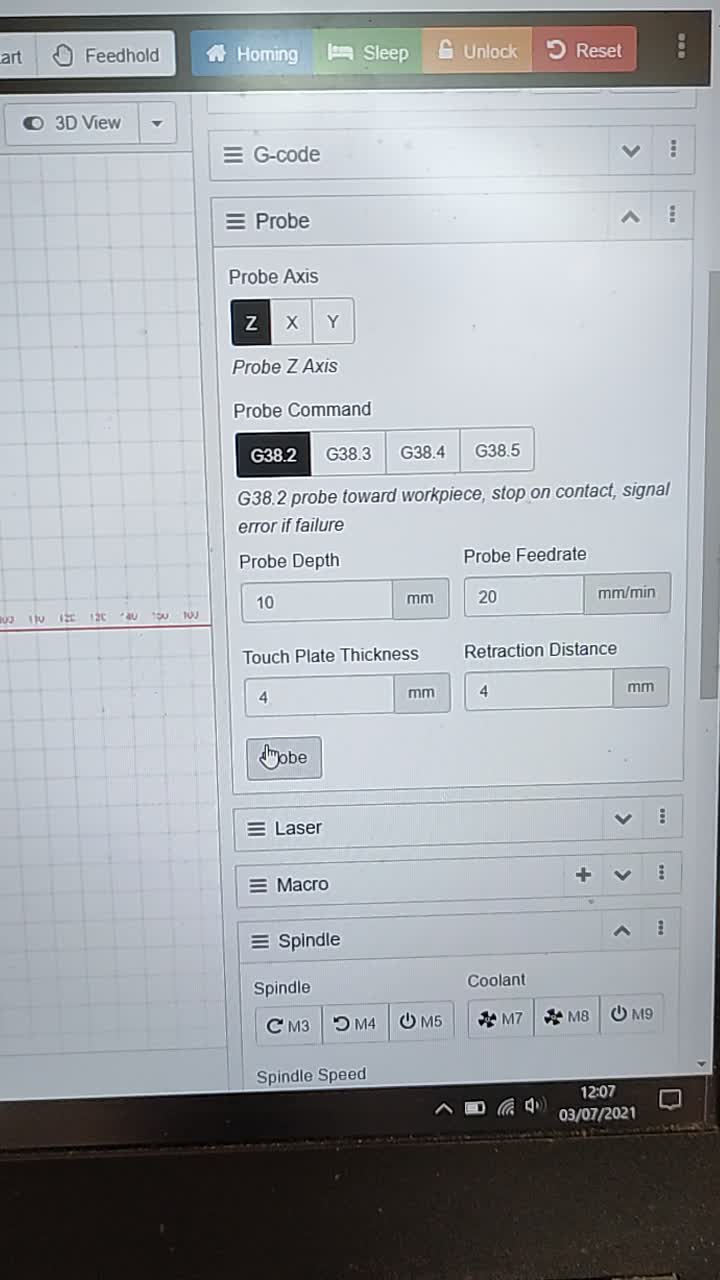 art Feedhold Homing Sleep Unlock Reset
3D View
G-code
Probe
Probe Axis
Z X Y
Probe Z Axis
Probe Command
G38.2 G38.3 G38.4 G38.5
G38.2 probe toward workpiece, stop on contact, signal
error if failure
Probe Depth Probe Feedrate
10 mm 20 mm/min
110
Touch Plate Thickness Retraction Distance
4 mm 4 mm
obe
Laser
Macro
Spindle
Spindle Coolant
M3 M4 M5 M7 M8 M9
Spindle Speed
12:07
03/07/2021